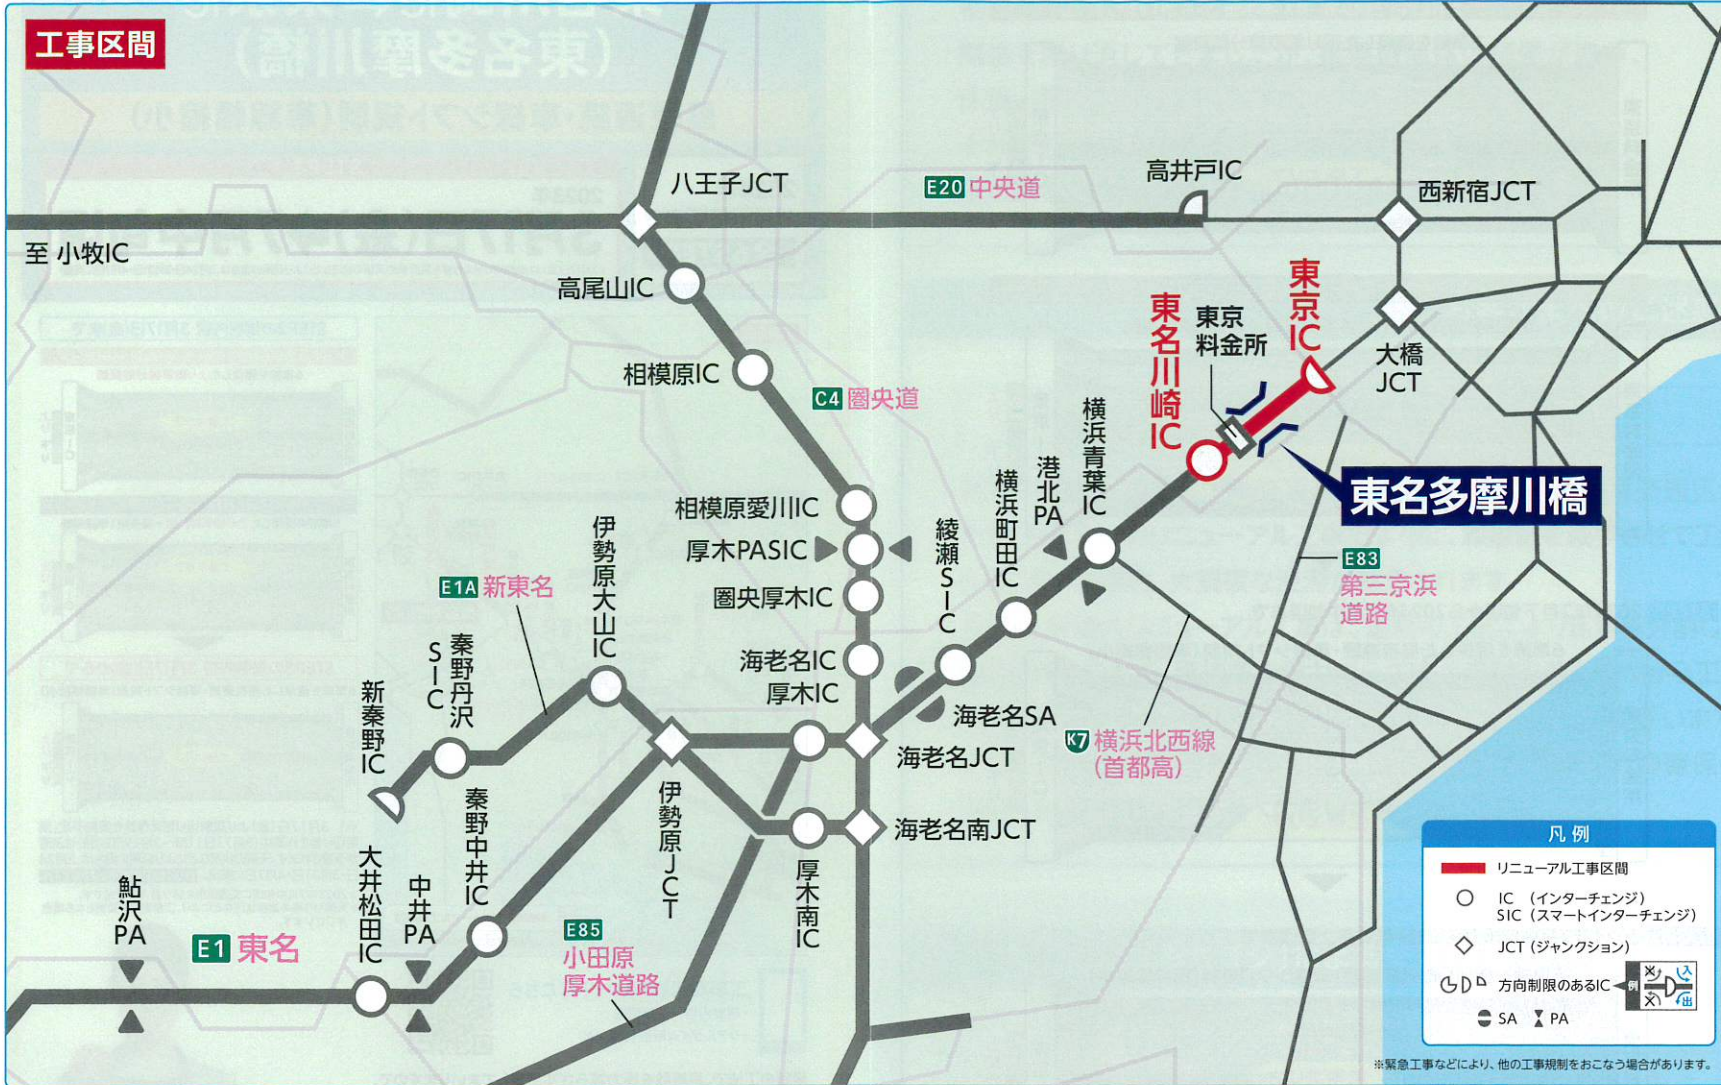 工事区間
八王子JCT
E20 中央道
高井戸IC
西新宿JCT
至 小牧IC
高尾山IC
東京IC
東名川崎IC
東京
料金所
大橋
JCT
相模原IC
C4 圏央道
横浜青葉IC
東名多摩川橋
相模原愛川IC
厚木PASIC
港北PA
横浜町田IC
綾瀬SIC
伊勢原大山IC
E1A 新東名
圏央厚木IC
E83
第三京浜
道路
秦野丹沢
SIC
新秦野IC
海老名IC
厚木IC
海老名SA
海老名JCT
K7 横浜北西線
(首都高)
伊勢原JCT
海老名南JCT
秦野中井IC
大井松田IC
中井PA
鮎沢PA
E1 東名
厚木南IC
E85
小田原
厚木道路
凡例
リニューアル工事区間
IC (インターチェンジ)
SIC (スマートインターチェンジ)
JCT (ジャンクション)
方向制限のあるIC
例
入
出
SA PA
※緊急工事などにより、他の工事規制をおこなう場合があります。